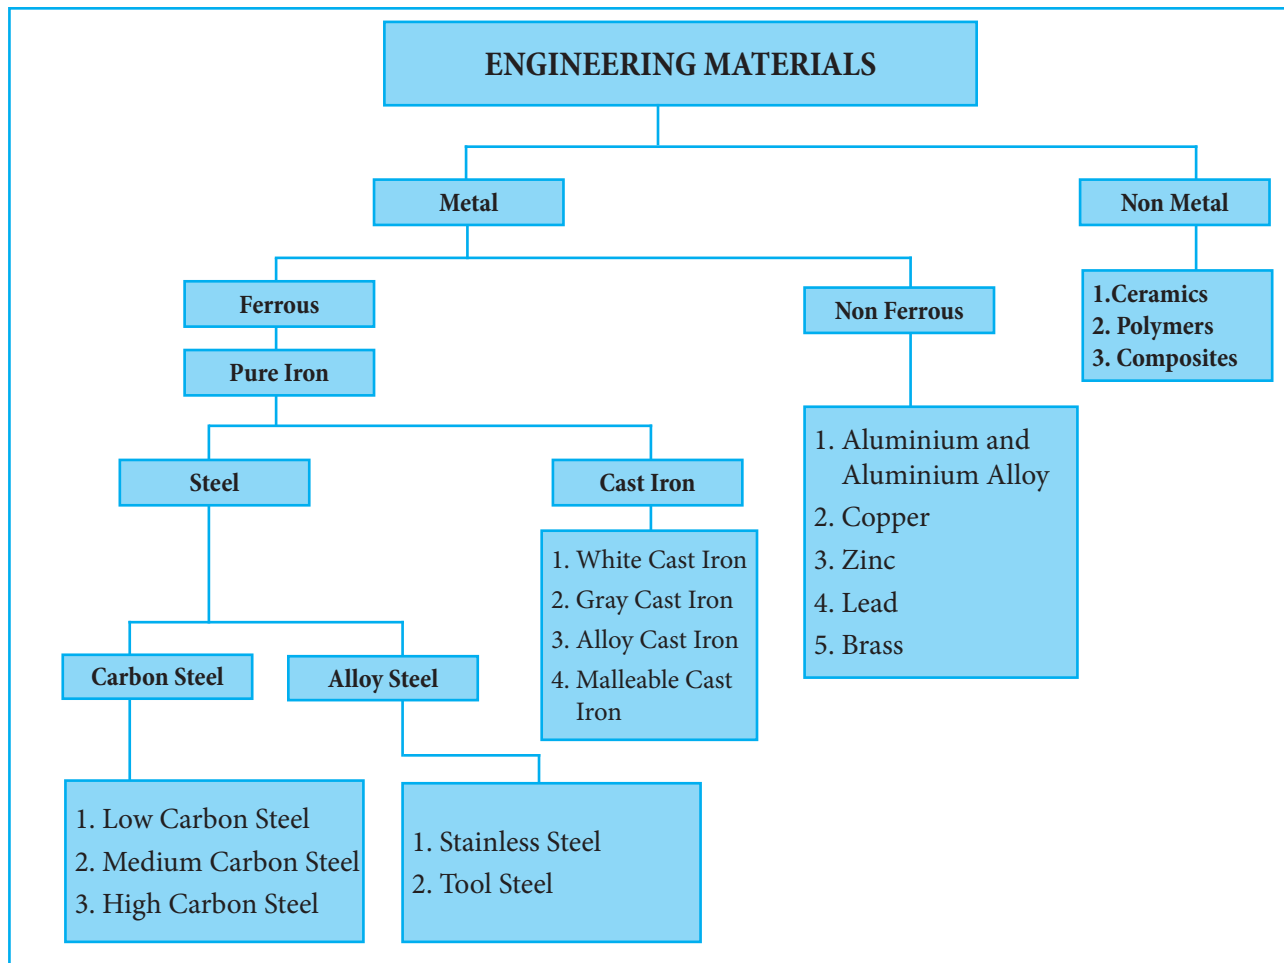 ENGINEERING MATERIALS
Metal
Non Metal
Ferrous
Non Ferrous
1.Ceramics
2. Polymers
3. Composites
Pure Iron
1. Aluminium and
Aluminium Alloy
2. Copper
3. Zinc
4. Lead
5. Brass
Steel
Cast Iron
1. White Cast Iron
2. Gray Cast Iron
3. Alloy Cast Iron
4. Malleable Cast
Iron
Carbon Steel
Alloy Steel
1. Low Carbon Steel
2. Medium Carbon Steel
3. High Carbon Steel
1. Stainless Steel
2. Tool Steel